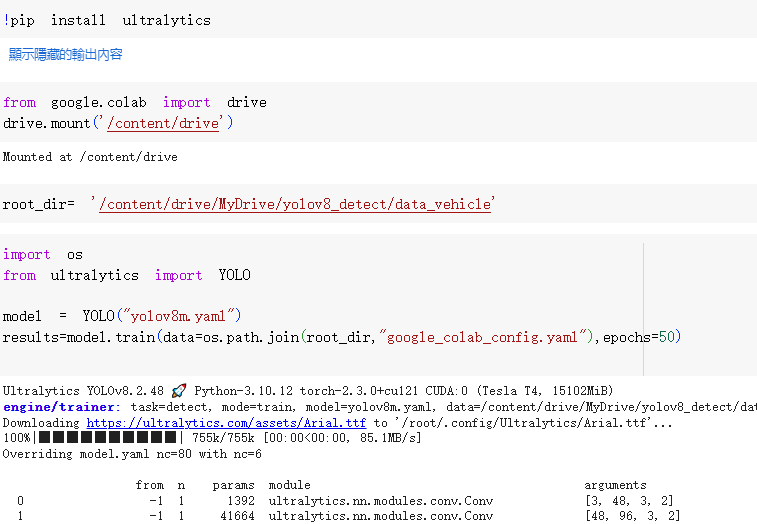 !pip install ultralytics
顯示隱藏的輸出內容
from google.colab import drive
drive.mount('/content/drive')
Mounted at /content/drive
root_dir= '/content/drive/MyDrive/yolov8_detect/data_vehicle'
import os
from ultralytics import YOLO
model = YOLO("yolov8m.yaml")
results=model.train(data=os.path.join(root_dir,"google_colab_config.yaml"),epochs=50)
Ultralytics YOLOv8.2.48 🚀 Python-3.10.12 torch-2.3.0+cu121 CUDA:0 (Tesla T4, 15102MiB)
engine/trainer: task=detect, mode=train, model=yolov8m.yaml, data=/content/drive/MyDrive/yolov8_detect/dat
Downloading https://ultralytics.com/assets/Arial.ttf to '/root/.config/Ultralytics/Arial.ttf'...
100%|██████████| 755k/755k [00:00<00:00, 85.1MB/s]
Overriding model.yaml nc=80 with nc=6
from n params module arguments
0 -1 1 1392 ultralytics.nn.modules.conv.Conv [3, 48, 3, 2]
1 -1 1 41664 ultralytics.nn.modules.conv.Conv [48, 96, 3, 2]